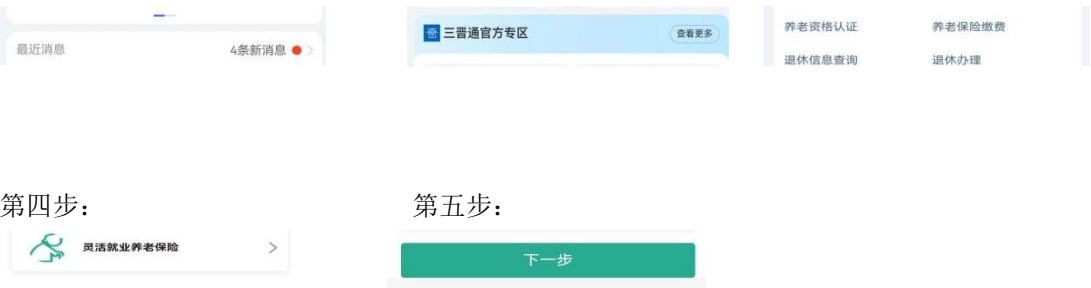 最近消息 4条新消息
三晋通官方专区 查看更多
养老资格认证 养老保险缴费
退休信息查询 退休办理
第四步： 第五步：
灵活就业养老保险
下一步